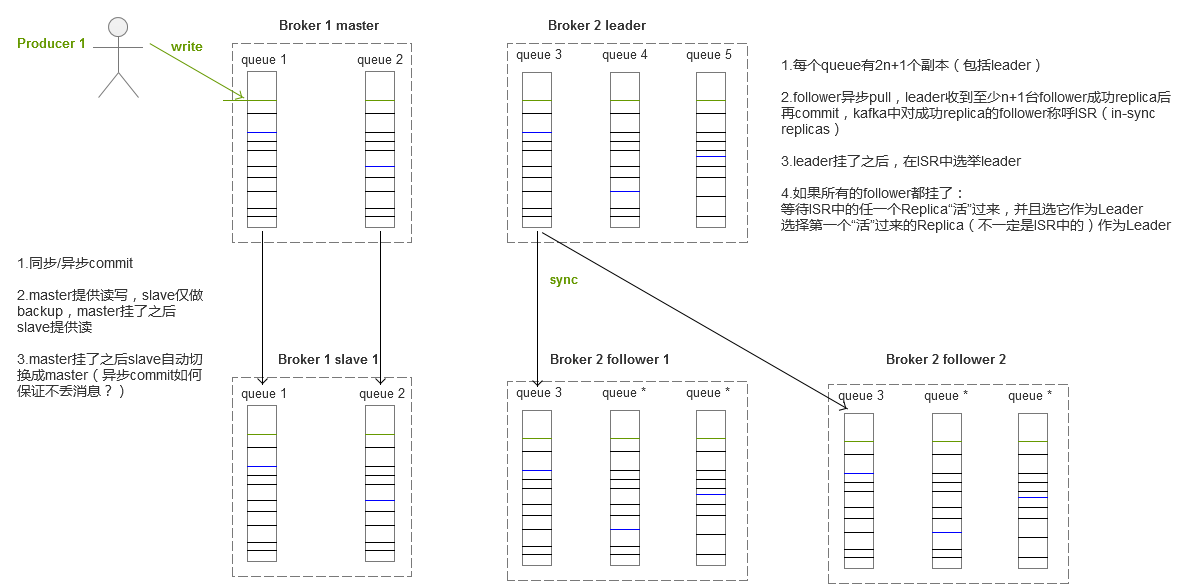 Broker 1 master
Broker 2 leader
Producer 1
write
queue 1
queue 2
queue 3
queue 4
queue 5
1.每个queue有2n+1个副本（包括leader）
2.follower异步pull，leader收到至少n+1台follower成功replica后
再commit，kafka中对成功replica的follower称呼ISR（in-sync
replicas）
3.leader挂了之后，在ISR中选举leader
4.如果所有的follower都挂了：
等待ISR中的任一个Replica“活”过来，并且选它作为Leader
选择第一个“活”过来的Replica（不一定是ISR中的）作为Leader
1.同步/异步commit
2.master提供读写，slave仅做
backup，master挂了之后
slave提供读
3.master挂了之后slave自动切
换成master（异步commit如何
保证不丢消息？）
sync
Broker 1 slave 1
Broker 2 follower 1
Broker 2 follower 2
queue 1
queue 2
queue 3
queue *
queue *
queue 3
queue *
queue *